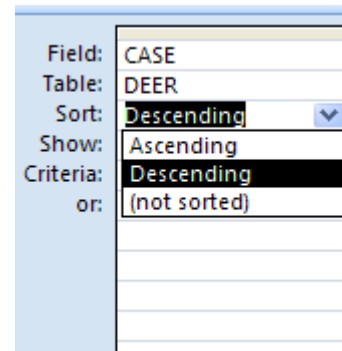 Field: CASE
Table: DEER
Sort: Descending
Show: Ascending
Criteria: Descending
or: (not sorted)